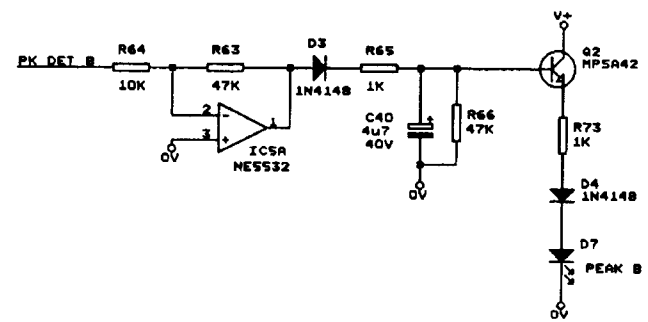 PK DET B
R64
10K
R63
47K
2
3
1
-
+
0V
IC5A
NE5532
D3
1N4148
R65
1K
C40
4u7
40V
+
R66
47K
0V
V+
Q2
MPSA42
R73
1K
D4
1N4148
D7
PEAK B
0V